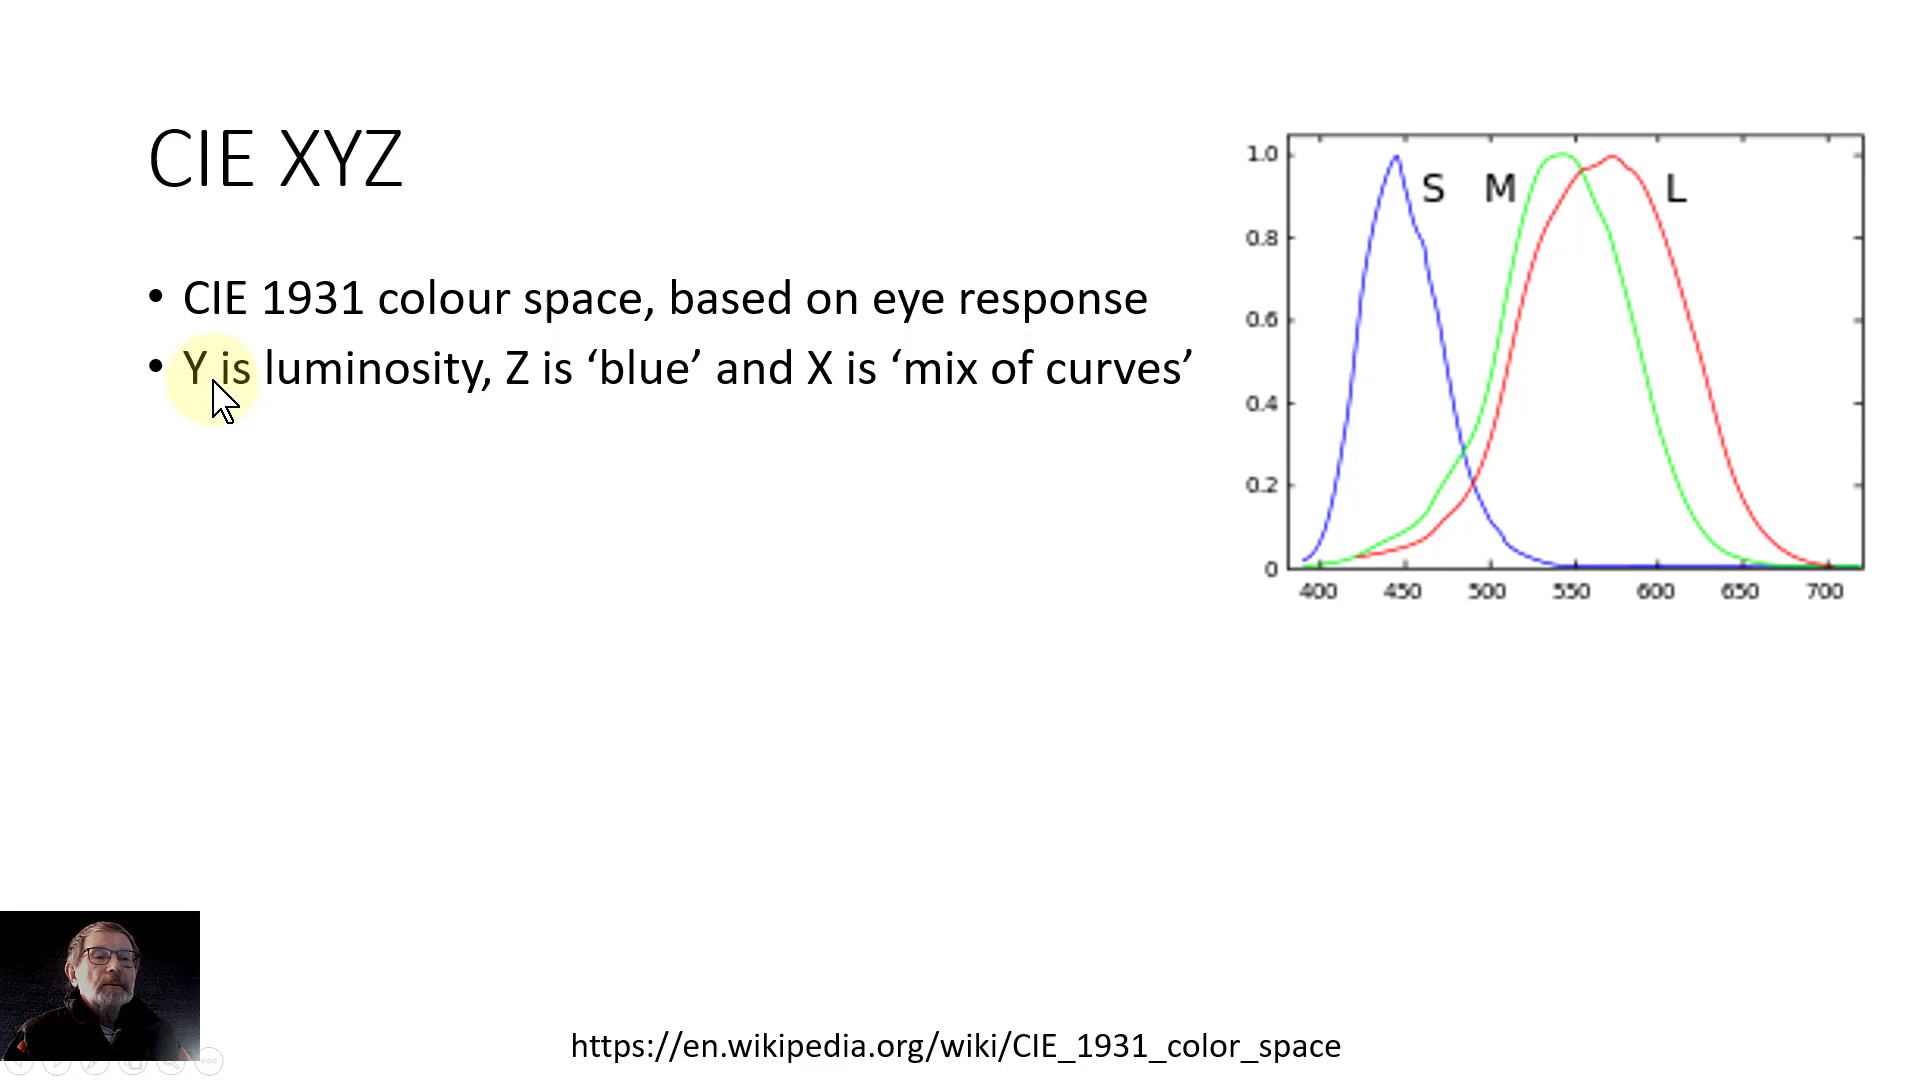 CIE XYZ
• CIE 1931 colour space, based on eye response
• Y is luminosity, Z is ‘blue’ and X is ‘mix of curves’
1.0
0.8
0.6
0.4
0.2
0
S M L
400 450 500 550 600 650 700
https://en.wikipedia.org/wiki/CIE_1931_color_space